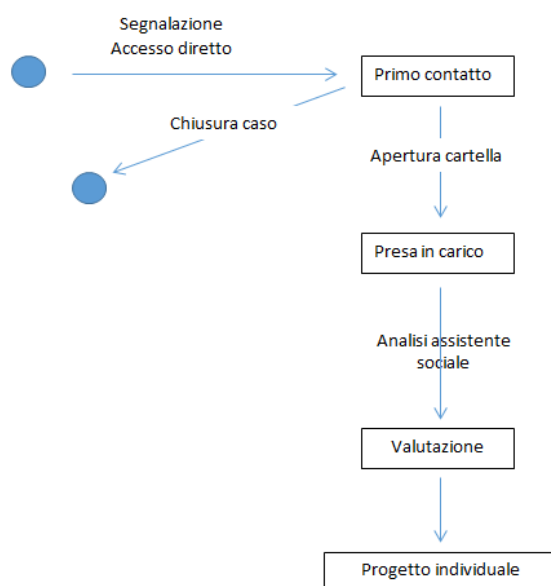 Segnalazione
Accesso diretto
Primo contatto
Chiusura caso
Apertura cartella
Presa in carico
Analisi assistente
sociale
Valutazione
Progetto individuale